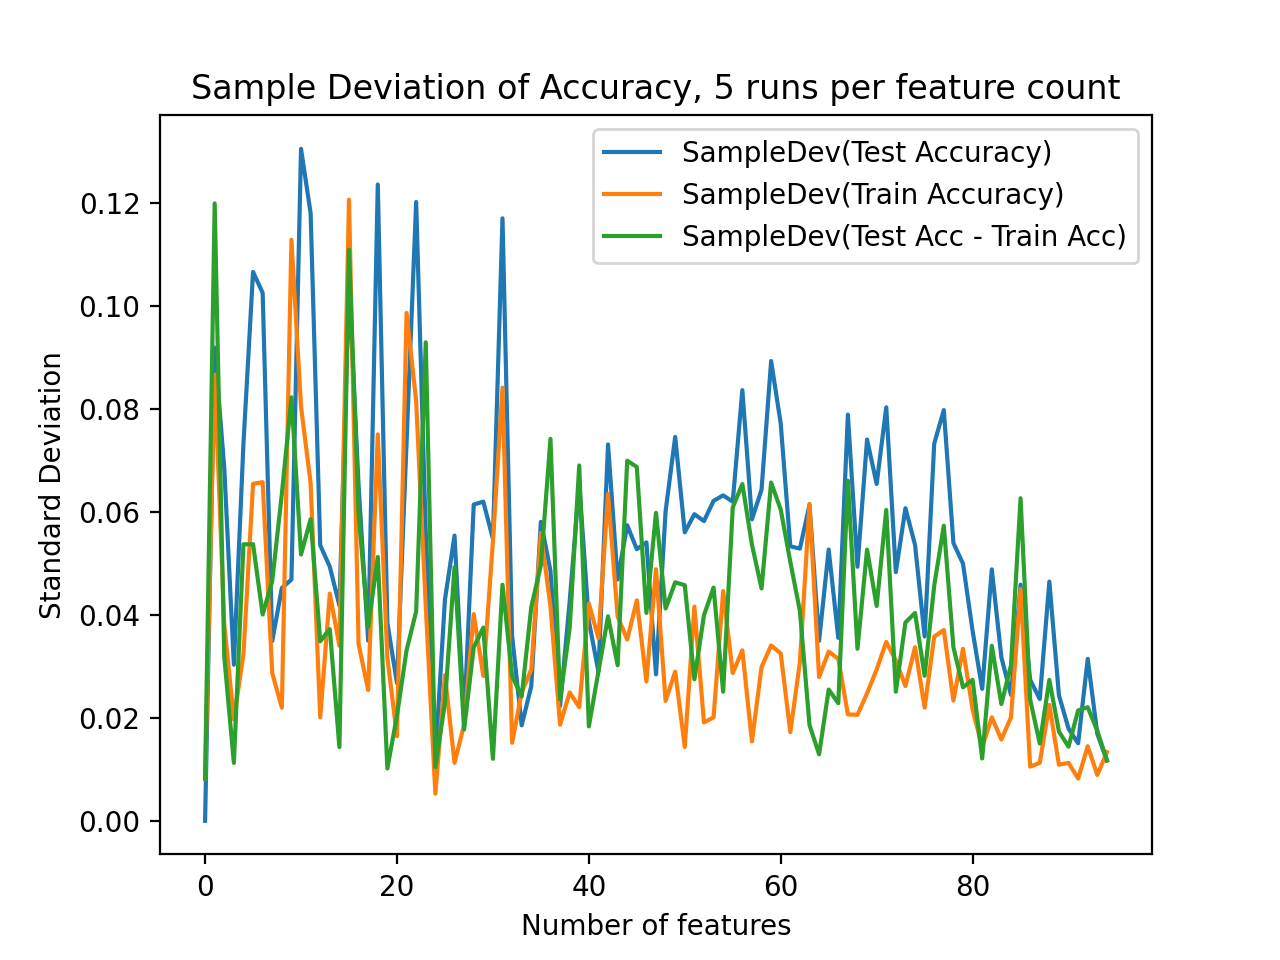 Sample Deviation of Accuracy, 5 runs per feature count
SampleDev(Test Accuracy)
SampleDev(Train Accuracy)
SampleDev(Test Acc - Train Acc)
0.12
0.10
0.08
0.06
0.04
0.02
0.00
Standard Deviation
0 20 40 60 80
Number of features